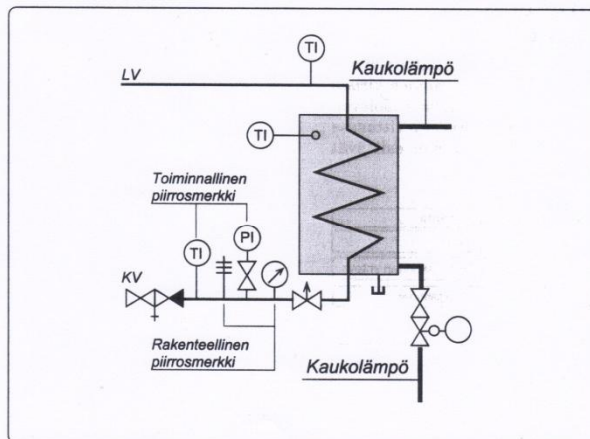 TI
LV
Kaukolämpö
TI
Toiminnallinen
piirrosmerkki
PI
TI
KV
Rakenteellinen
piirrosmerkki
Kaukolämpö